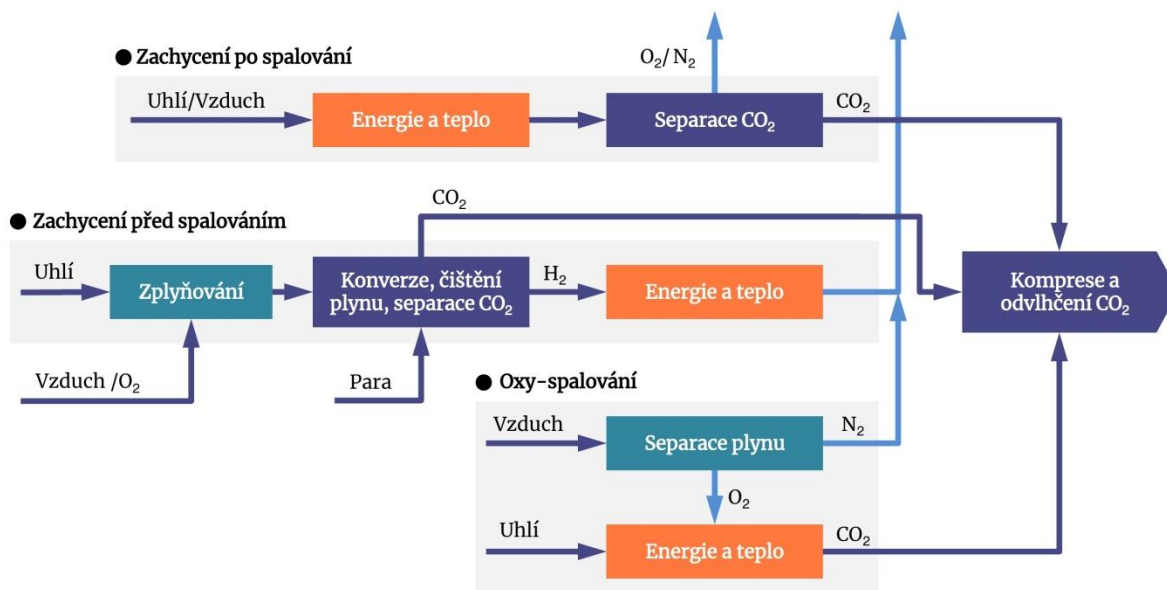 ● Zachycení po spalování
O₂/ N₂
Uhlí/Vzduch
Energie a teplo
Separace CO₂
CO₂
● Zachycení před spalováním
CO₂
Uhlí
Zplyňování
Konverze, čištění
plynu, separace CO₂
H₂
Energie a teplo
Komprese a
odvlhčení CO₂
Vzduch /O₂
Para
● Oxy-spalování
Vzduch
Separace plynu
N₂
O₂
Uhlí
Energie a teplo
CO₂